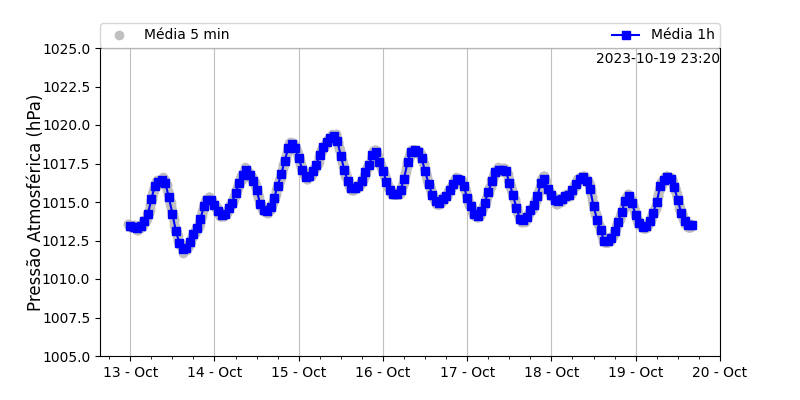 Média 5 min
Média 1h
2023-10-19 23:20
Pressão Atmosférica (hPa)
1025.0
1022.5
1020.0
1017.5
1015.0
1012.5
1010.0
1007.5
1005.0
13 - Oct
14 - Oct
15 - Oct
16 - Oct
17 - Oct
18 - Oct
19 - Oct
20 - Oct